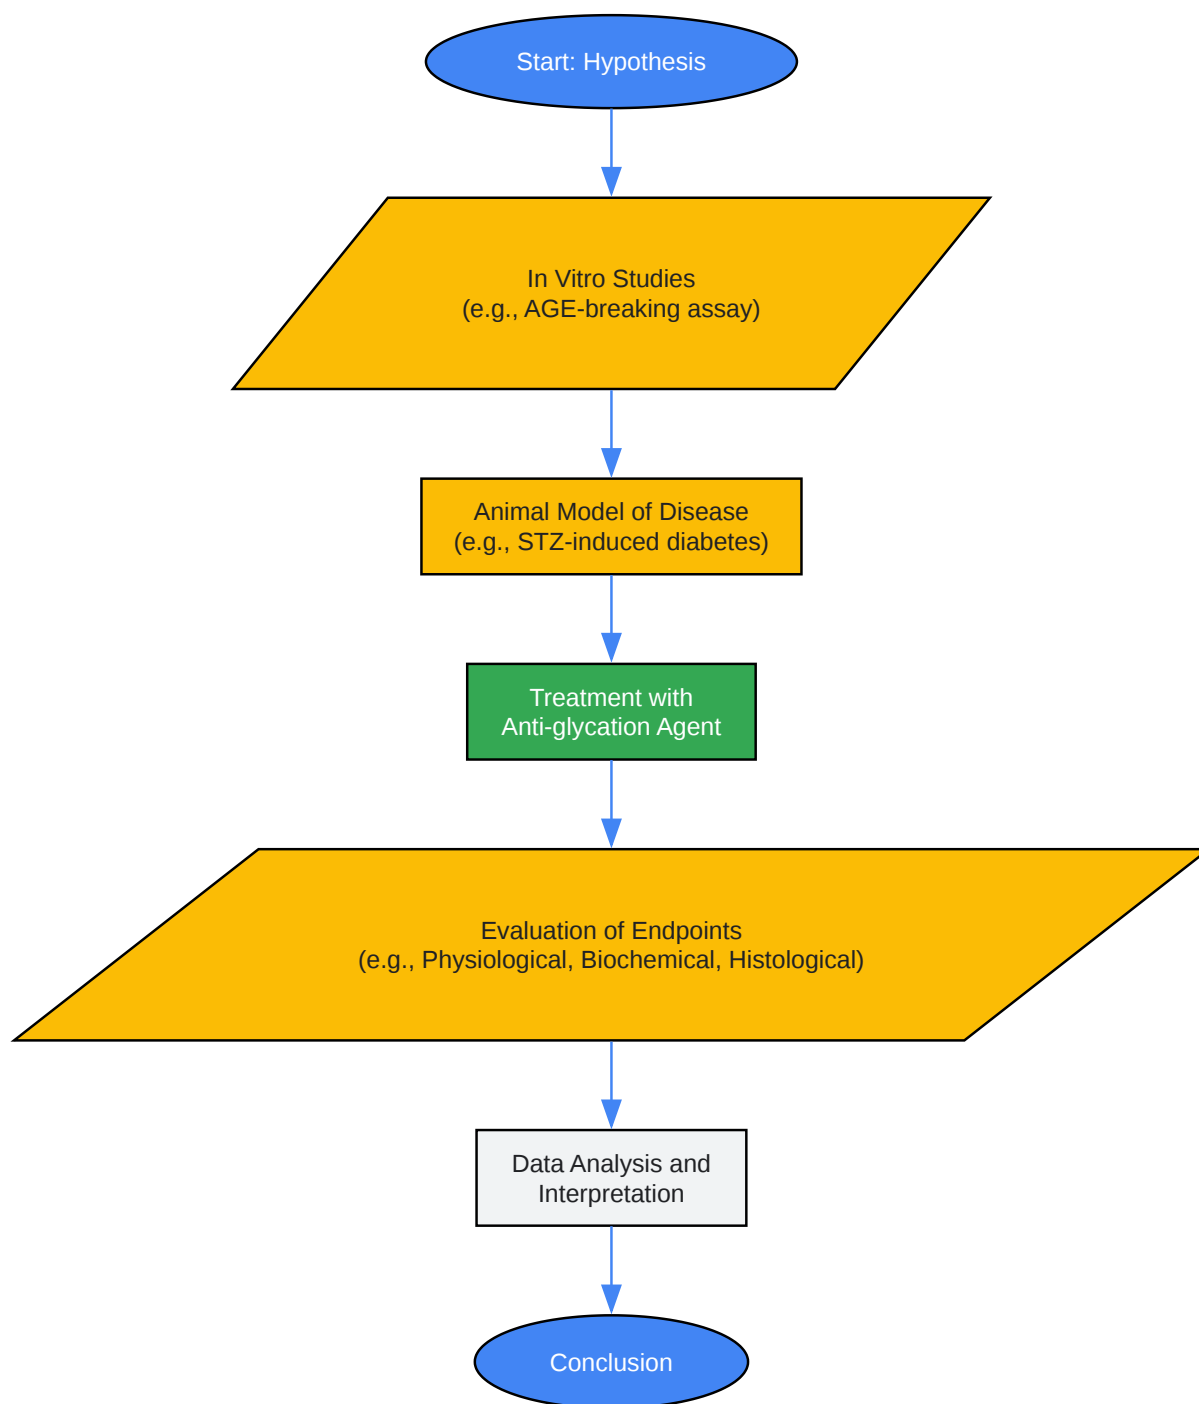 Start: Hypothesis
In Vitro Studies
(e.g., AGE-breaking assay)
Animal Model of Disease
(e.g., STZ-induced diabetes)
Treatment with
Anti-glycation Agent
Evaluation of Endpoints
(e.g., Physiological, Biochemical, Histological)
Data Analysis and
Interpretation
Conclusion